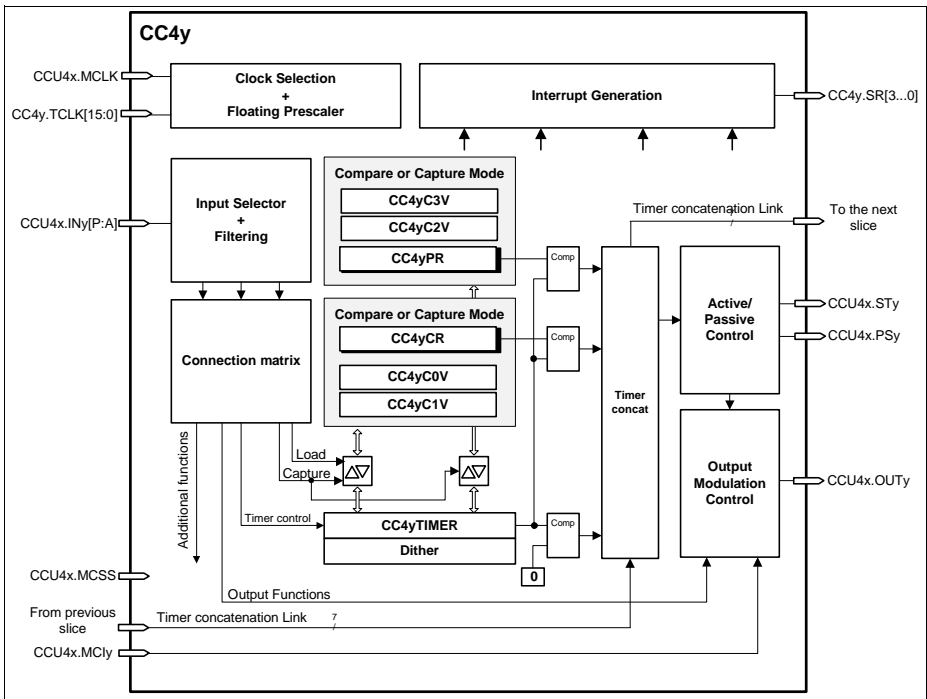 CC4y
CCU4x.MCLK
CC4y.TCLK[15:0]
Clock Selection
+
Floating Prescaler
Interrupt Generation
CC4y.SR[3...0]
CCU4x.INy[P:A]
Input Selector
+
Filtering
Compare or Capture Mode
CC4yC3V
CC4yC2V
CC4yPR
Comp
Timer concatenation Link
To the next
slice
Connection matrix
Compare or Capture Mode
CC4yCR
CC4yC0V
CC4yC1V
Comp
Timer
concat
Active/
Passive
Control
CCU4x.STy
CCU4x.PSy
Additional functions
Load
Capture
Timer control
CC4yTIMER
Dither
Comp
0
Output
Modulation
Control
CCU4x.OUTy
CCU4x.MCSS
Output Functions
From previous
slice
Timer concatenation Link 7
CCU4x.MCIy